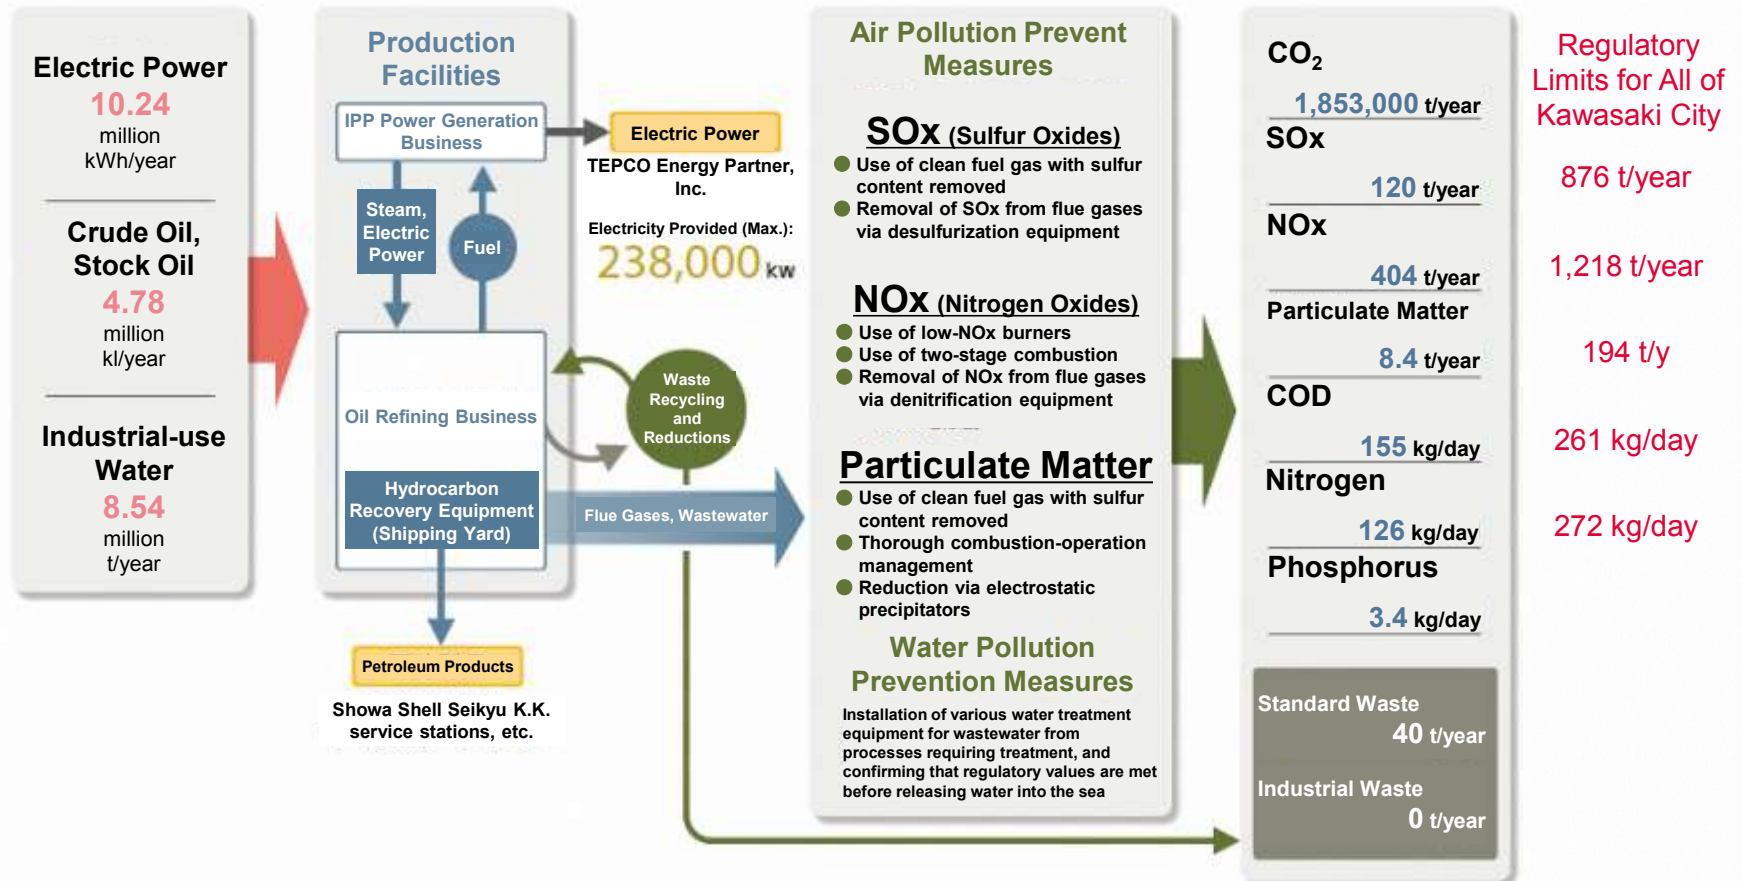 Electric Power
10.24
million
kWh/year
Crude Oil,
Stock Oil
4.78
million
kl/year
Industrial-use
Water
8.54
million
t/year
Production
Facilities
IPP Power Generation
Business
Steam,
Electric
Power
Fuel
Oil Refining Business
Hydrocarbon
Recovery Equipment
(Shipping Yard)
Petroleum Products
Showa Shell Seikyu K.K.
service stations, etc.
Electric Power
TEPCO Energy Partner,
Inc.
Electricity Provided (Max.):
238,000 kw
Waste
Recycling
and
Reductions
Flue Gases, Wastewater
Air Pollution Prevent
Measures
SOx (Sulfur Oxides)
Use of clean fuel gas with sulfur
content removed
Removal of SOx from flue gases
via desulfurization equipment
NOx (Nitrogen Oxides)
Use of low-NOx burners
Use of two-stage combustion
Removal of NOx from flue gases
via denitrification equipment
Particulate Matter
Use of clean fuel gas with sulfur
content removed
Thorough combustion-operation
management
Reduction via electrostatic
precipitators
Water Pollution
Prevention Measures
Installation of various water treatment
equipment for wastewater from
processes requiring treatment, and
confirming that regulatory values are met
before releasing water into the sea
CO₂
1,853,000 t/year
SOx
120 t/year
NOx
404 t/year
Particulate Matter
8.4 t/year
COD
155 kg/day
Nitrogen
126 kg/day
Phosphorus
3.4 kg/day
Standard Waste
40 t/year
Industrial Waste
0 t/year
Regulatory
Limits for All of
Kawasaki City
876 t/year
1,218 t/year
194 t/y
261 kg/day
272 kg/day